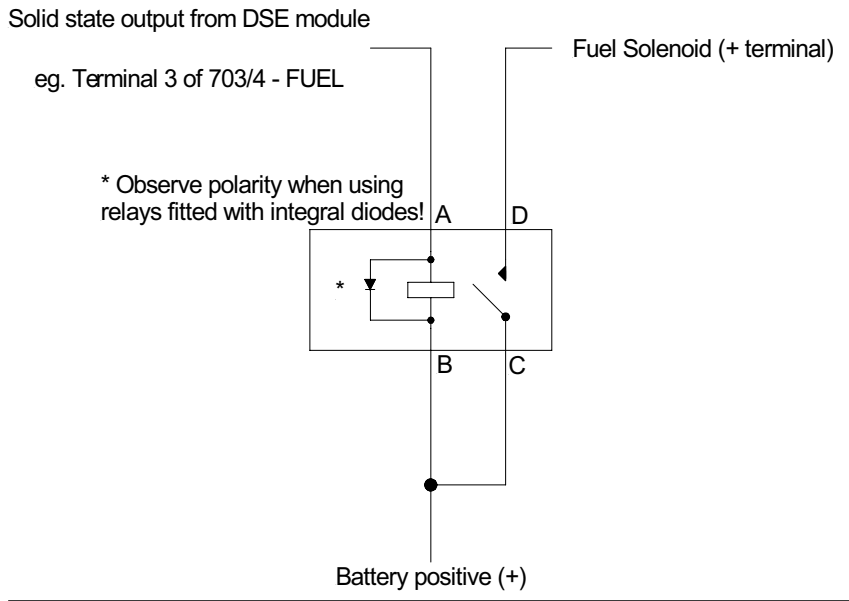 Solid state output from DSE module
Fuel Solenoid (+ terminal)
eg. Terminal 3 of 703/4 - FUEL
* Observe polarity when using
relays fitted with integral diodes!
A
D
*
B
C
Battery positive (+)